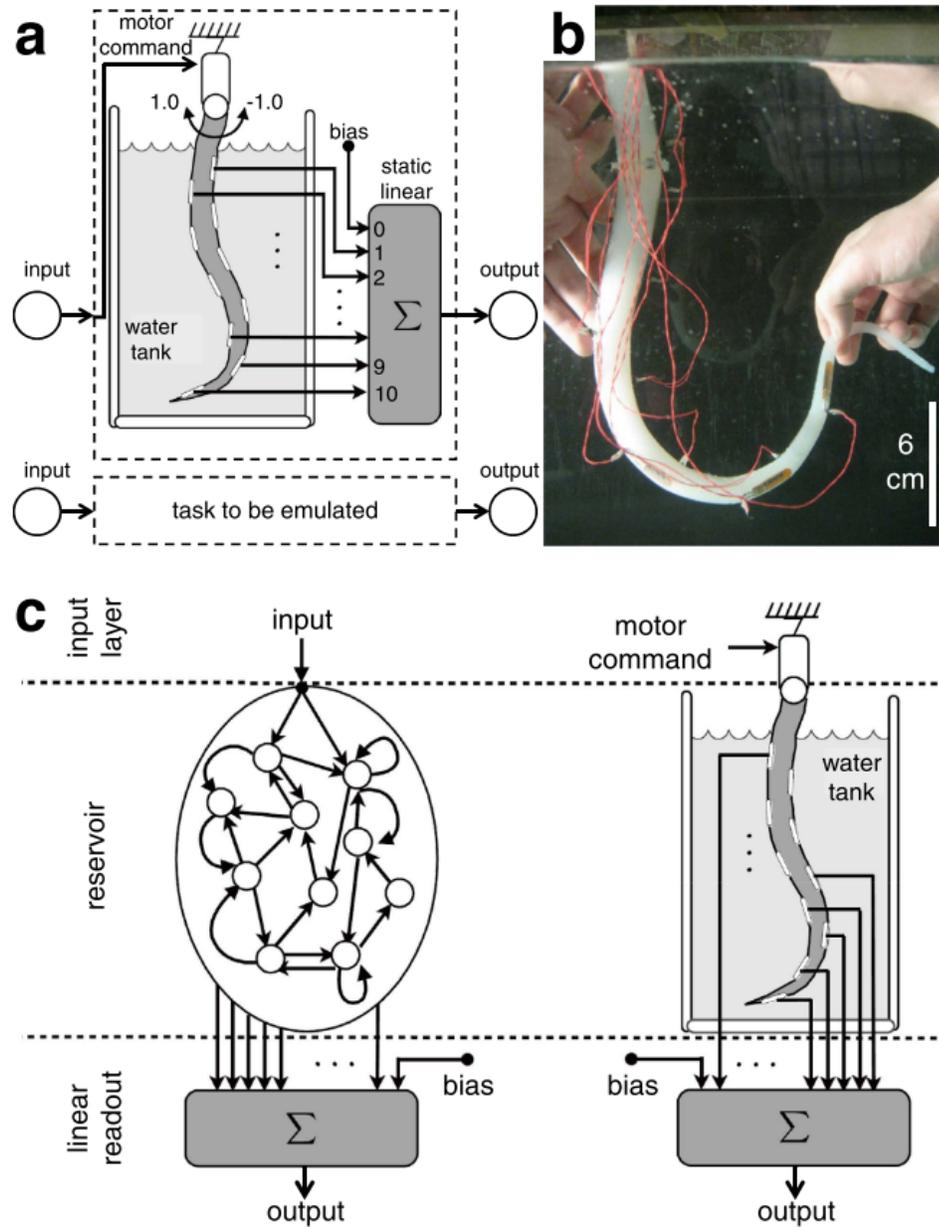 a
motor
command
1.0
-1.0
bias
static
linear
0
1
2
input
output
Σ
water
tank
9
10
input
output
task to be emulated
b
6
cm
c
input
layer
input
motor
command
reservoir
water
tank
linear
readout
bias
bias
Σ
Σ
output
output